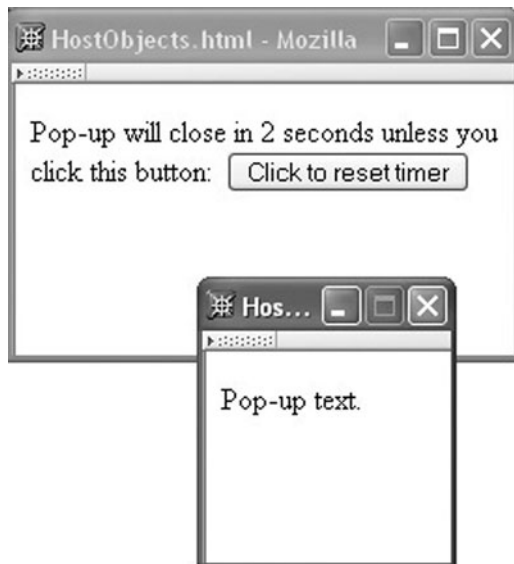 HostObjects.html - Mozilla
Pop-up will close in 2 seconds unless you
click this button: Click to reset timer
Hos...
Pop-up text.